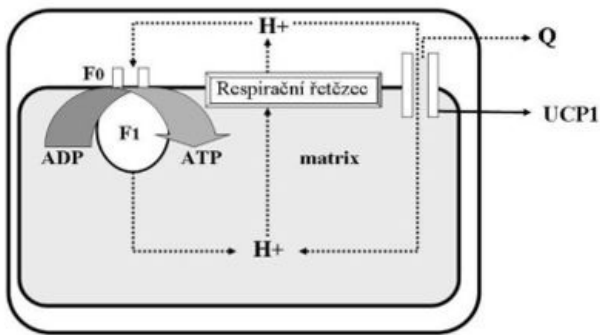 H+
Q
F0
Respirační řetězec
UCP1
F1
ADP
ATP
matrix
H+